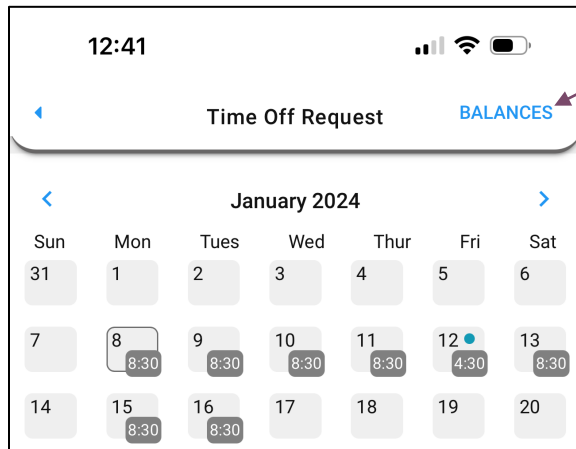 12:41
Time Off Request BALANCES
January 2024
Sun Mon Tues Wed Thur Fri Sat
31 1 2 3 4 5 6
7 8 9 10 11 12 13
8:30 8:30 8:30 8:30 4:30 8:30
14 15 16 17 18 19 20
8:30 8:30